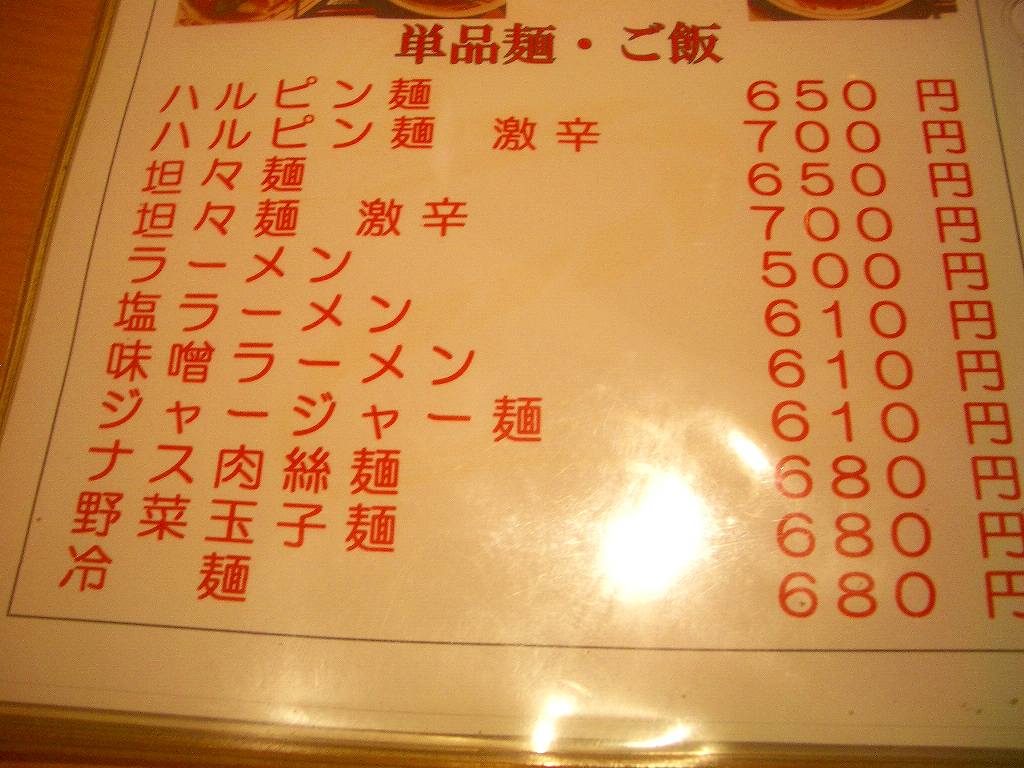 単品麺・ご飯
ハルピン麺 ６５０ 円
ハルピン麺 激辛 ７００ 円
坦々麺 ６５０ 円
坦々麺 激辛 ７００ 円
ラーメン ５００ 円
塩ラーメン ６１０ 円
味噌ラーメン ６１０ 円
ジャージャー麺 ６１０ 円
ナス肉絲麺 ６８０ 円
野菜玉子麺 ６８０ 円
冷　麺 ６８０ 円